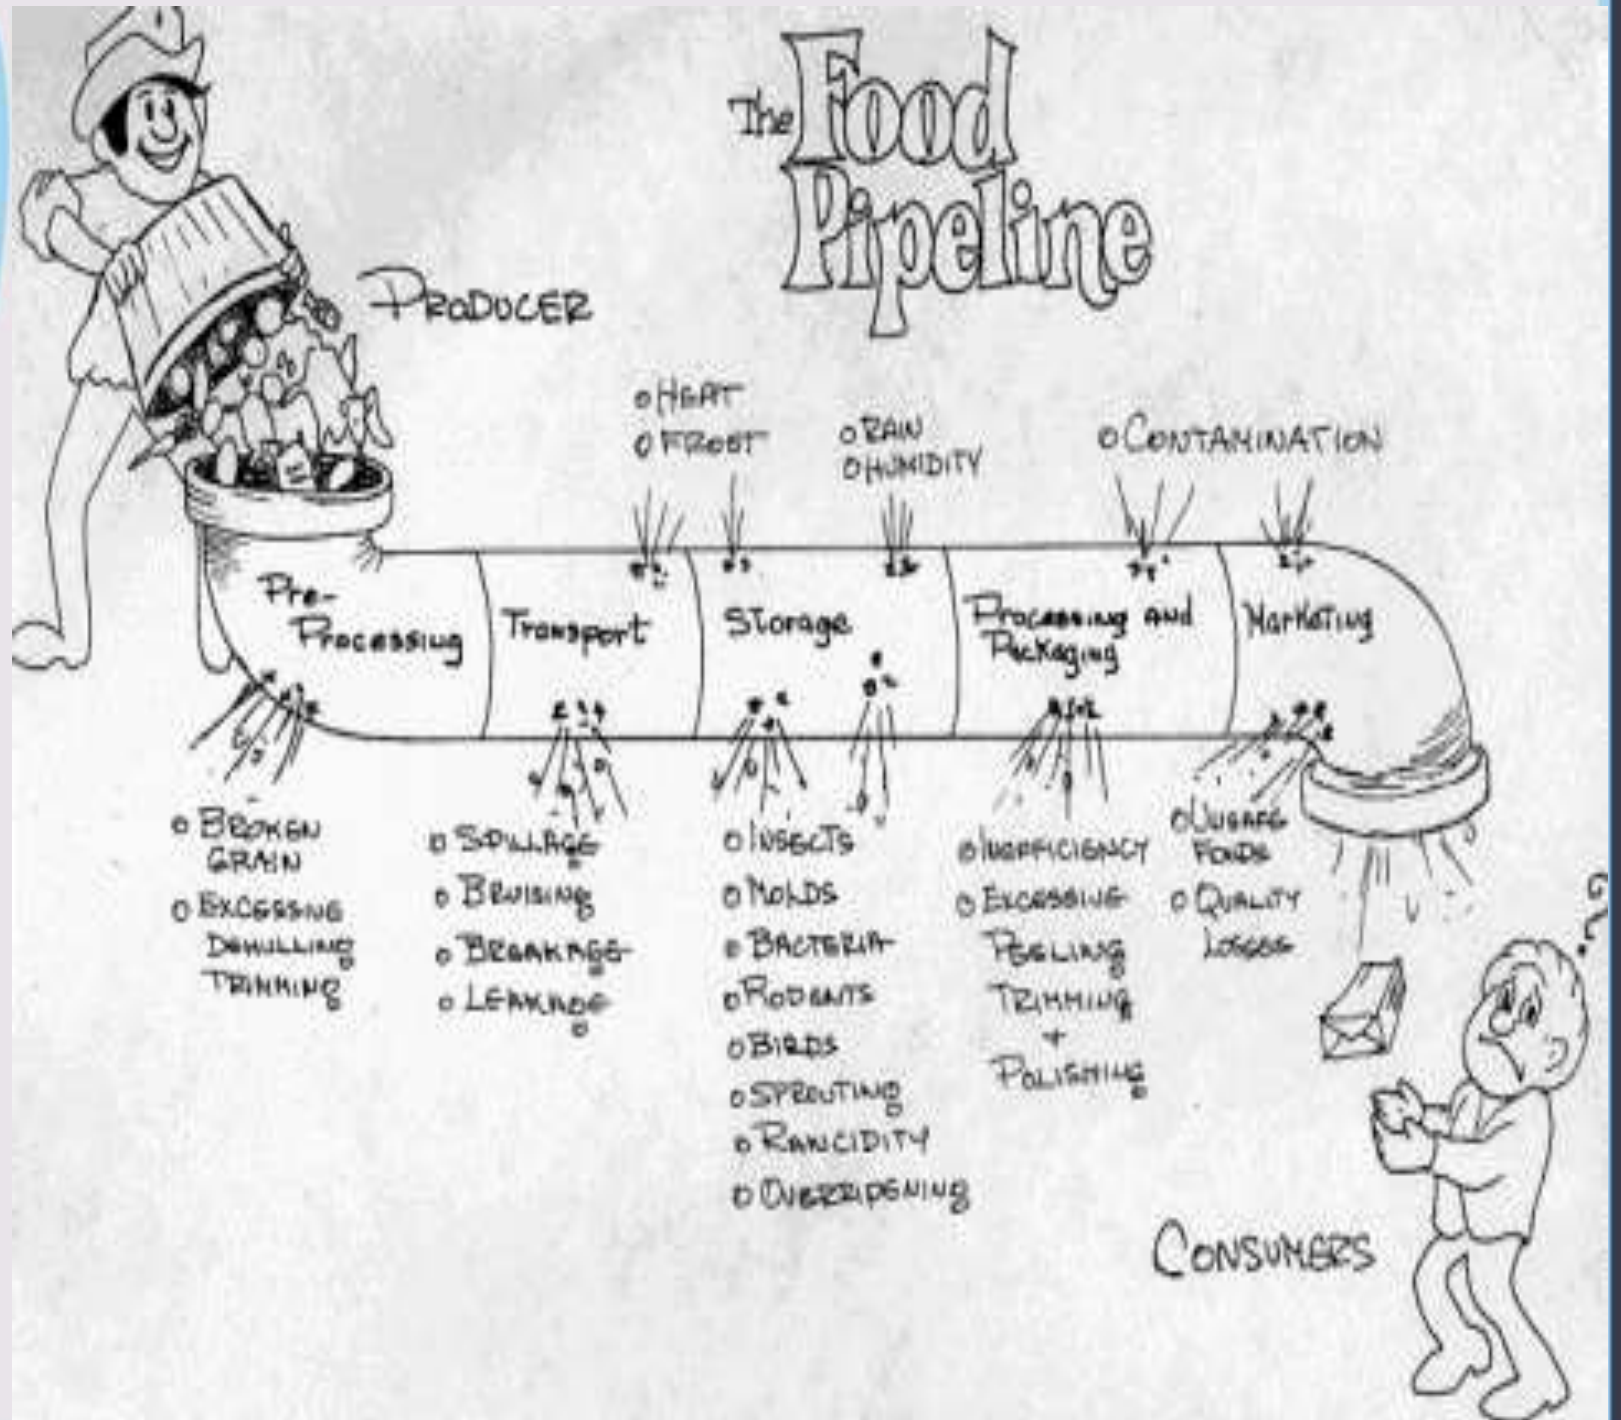 The Food
Pipeline
PRODUCER
o HEAT
o FROST
o RAIN
o HUMIDITY
o CONTAMINATION
Pre-
Processing
Transport
Storage
Processing AND
Packaging
Marketing
o BROKEN
GRAIN
o EXCESSIVE
DEHULLING
TRIMMING
o SPILLAGE
o BRUISING
o BREAKAGE
o LEAKAGE
o INSECTS
o MOLDS
o BACTERIA
o RODENTS
o BIRDS
o SPROUTING
o RANCIDITY
o OVERRIPENING
o INEFFICIENCY
o EXCESSIVE
PEELING
TRIMMING
+
POLISHING
o UNSAFE
FOODS
o QUALITY
LOSSES
?
CONSUMERS